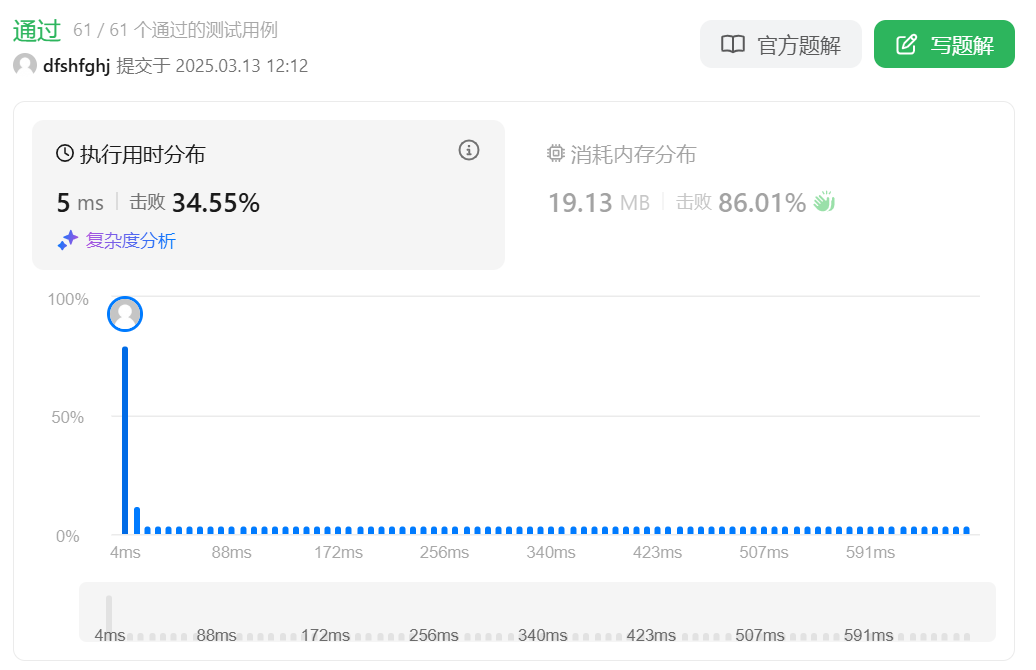 通过 61 / 61 个通过的测试用例
dfshfghj 提交于 2025.03.13 12:12
官方题解
写题解
执行用时分布
5 ms 击败 34.55%
复杂度分析
消耗内存分布
19.13 MB 击败 86.01%
100%
50%
0%
4ms 88ms 172ms 256ms 340ms 423ms 507ms 591ms
4ms 88ms 172ms 256ms 340ms 423ms 507ms 591ms